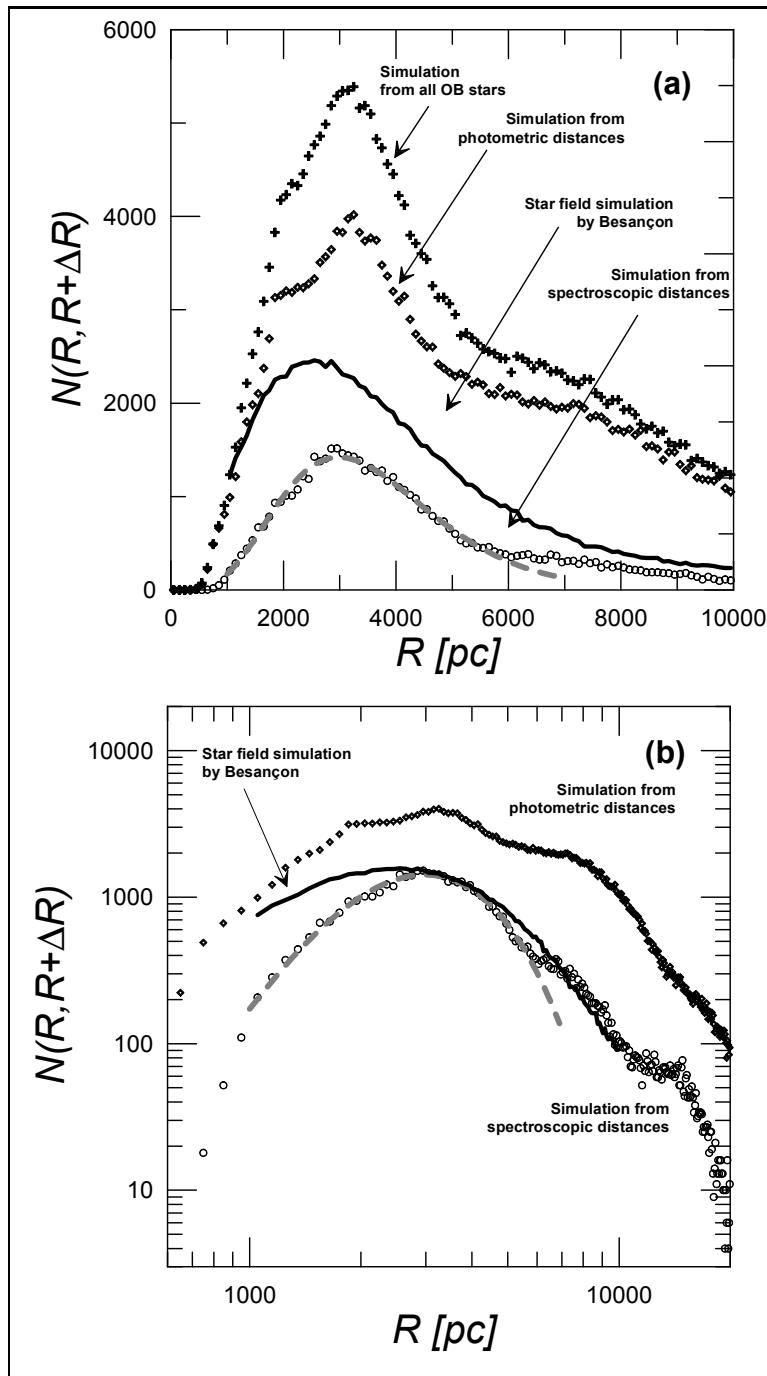 6000
(a)
Simulation
from all OB stars
Simulation from
photometric distances
4000
Star field simulation
by Besançon
Simulation from
spectroscopic distances
2000
0
N(R,R+ΔR)
0 2000 4000 6000 8000 10000
R [pc]
(b)
10000
Star field simulation
by Besançon
Simulation from
photometric distances
1000
100
Simulation from
spectroscopic distances
10
N(R,R+ΔR)
1000 10000
R [pc]